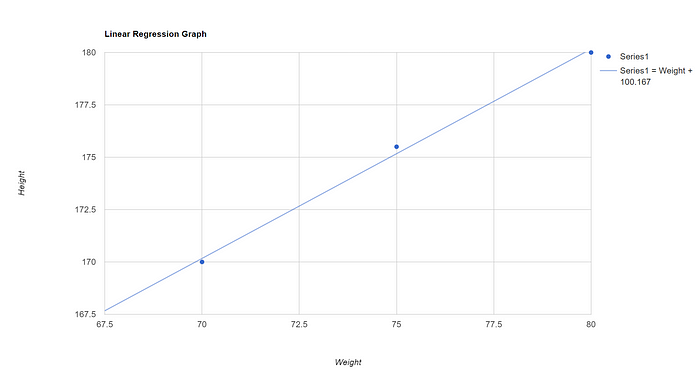 Linear Regression Graph
180
177.5
175
172.5
170
167.5
67.5
70
72.5
75
77.5
80
Height
Weight
Series1
Series1 = Weight +
100.167